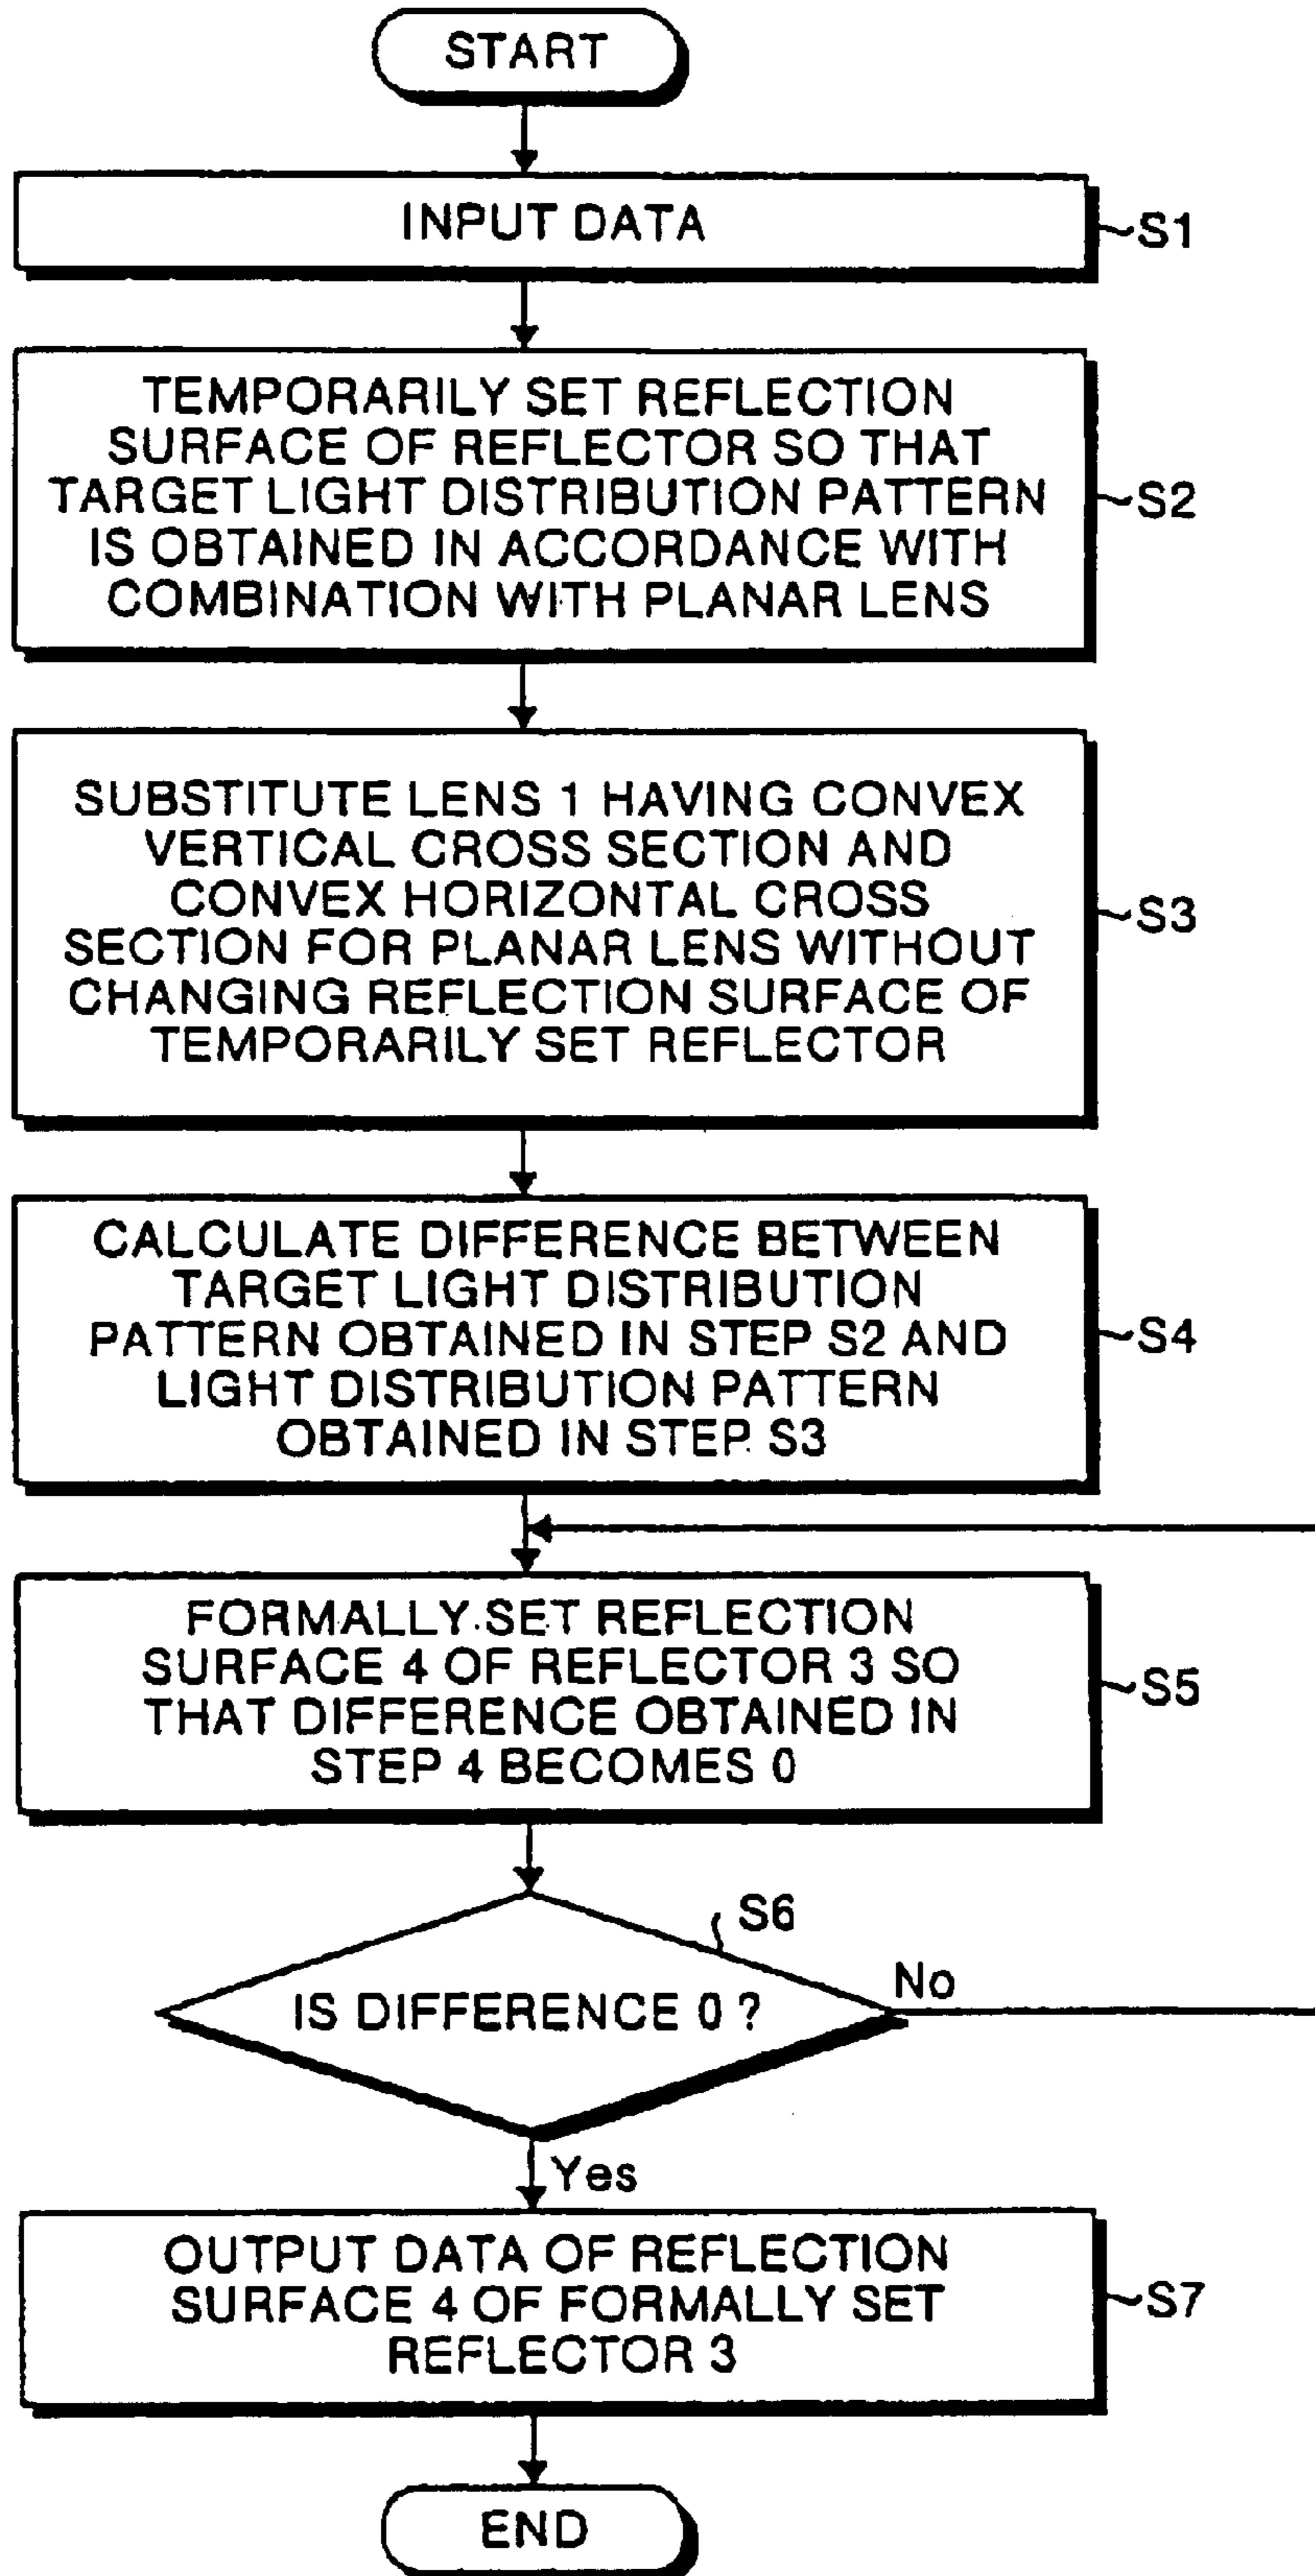 START
INPUT DATA
S1
TEMPORARILY SET REFLECTION
SURFACE OF REFLECTOR SO THAT
TARGET LIGHT DISTRIBUTION PATTERN
IS OBTAINED IN ACCORDANCE WITH
COMBINATION WITH PLANAR LENS
S2
SUBSTITUTE LENS 1 HAVING CONVEX
VERTICAL CROSS SECTION AND
CONVEX HORIZONTAL CROSS
SECTION FOR PLANAR LENS WITHOUT
CHANGING REFLECTION SURFACE OF
TEMPORARILY SET REFLECTOR
S3
CALCULATE DIFFERENCE BETWEEN
TARGET LIGHT DISTRIBUTION
PATTERN OBTAINED IN STEP S2 AND
LIGHT DISTRIBUTION PATTERN
OBTAINED IN STEP S3
S4
FORMALLY SET REFLECTION
SURFACE 4 OF REFLECTOR 3 SO
THAT DIFFERENCE OBTAINED IN
STEP 4 BECOMES 0
S5
S6
IS DIFFERENCE 0 ?
No
Yes
OUTPUT DATA OF REFLECTION
SURFACE 4 OF FORMALLY SET
REFLECTOR 3
S7
END